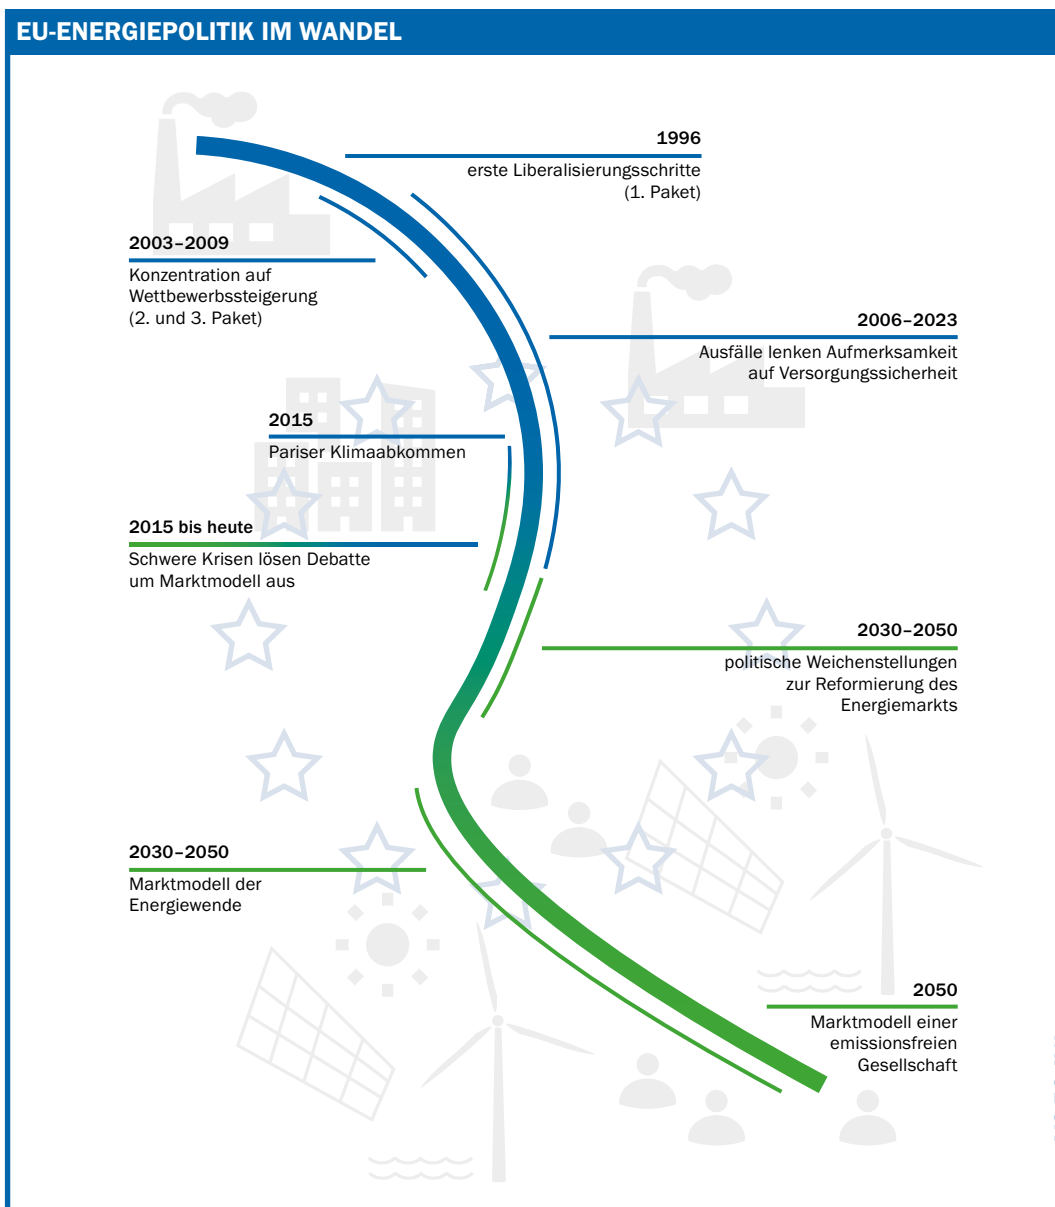 EU-ENERGIEPOLITIK IM WANDEL
1996
erste Liberalisierungsschritte
(1. Paket)
2003–2009
Konzentration auf
Wettbewerbssteigerung
(2. und 3. Paket)
2006–2023
Ausfälle lenken Aufmerksamkeit
auf Versorgungssicherheit
2015
Pariser Klimaabkommen
2015 bis heute
Schwere Krisen lösen Debatte
um Marktmodell aus
2030–2050
politische Weichenstellungen
zur Reformierung des
Energiemarkts
2030–2050
Marktmodell der
Energiewende
2050
Marktmodell einer
emissionsfreien
Gesellschaft